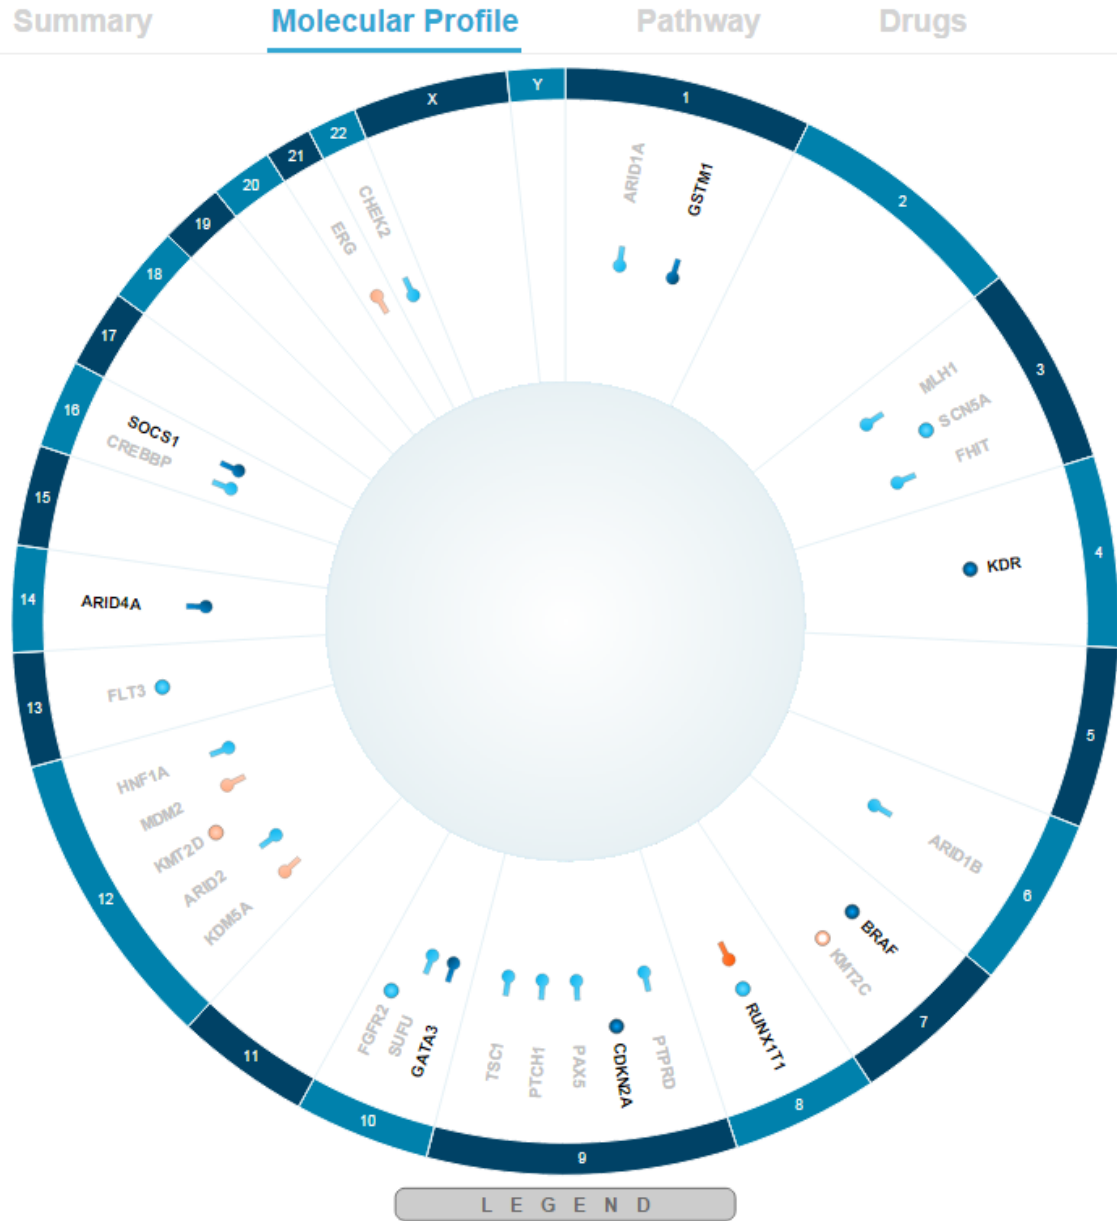 Summary Molecular Profile Pathway Drugs
1
2
3
4
5
6
7
8
9
10
11
12
13
14
15
16
17
18
19
20
21
22
X
Y
ARID1A
GSTM1
MLH1
SCN5A
FHIT
KDR
ARID1B
BRAF
KMT2C
RUNX1T1
PTPRD
CDKN2A
PAX5
PTCH1
TSC1
GATA3
SUFU
FGFR2
KDM5A
ARID2
KMT2D
MDM2
HNF1A
FLT3
ARID4A
CREBBP
SOCS1
ERG
CHEK2
LEGEND